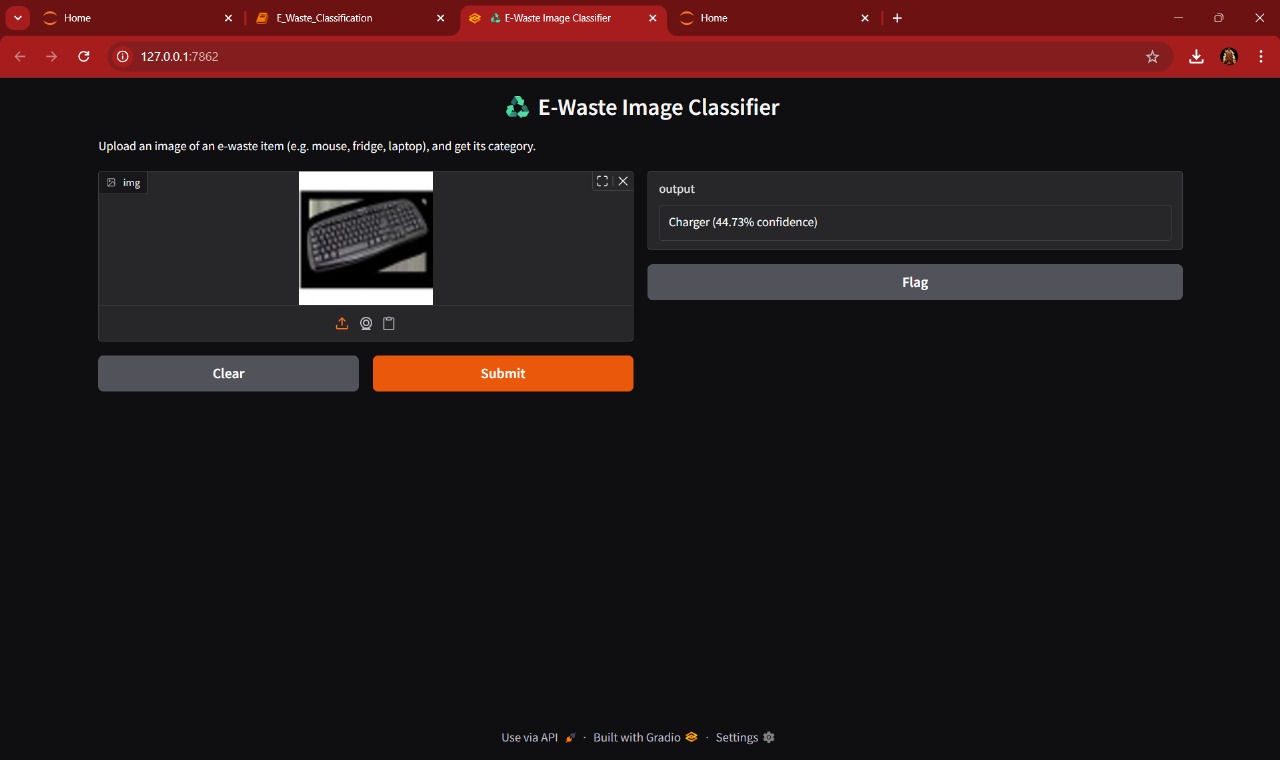 Home
E_Waste_Classification
E-Waste Image Classifier
Home
127.0.0.1:7862
E-Waste Image Classifier
Upload an image of an e-waste item (e.g. mouse, fridge, laptop), and get its category.
img
output
Charger (44.73% confidence)
Flag
Clear
Submit
Use via API · Built with Gradio · Settings